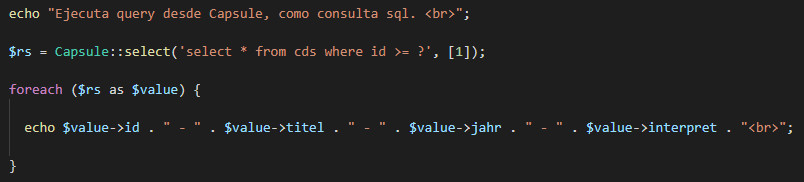 echo "Ejecuta query desde Capsule, como consulta sql. <br>";
$rs = Capsule::select('select * from cds where id >= ?', [1]);
foreach ($rs as $value) {
echo $value->id . " - " . $value->titel . " - " . $value->jahr . " - " . $value->interpret . "<br>";
}